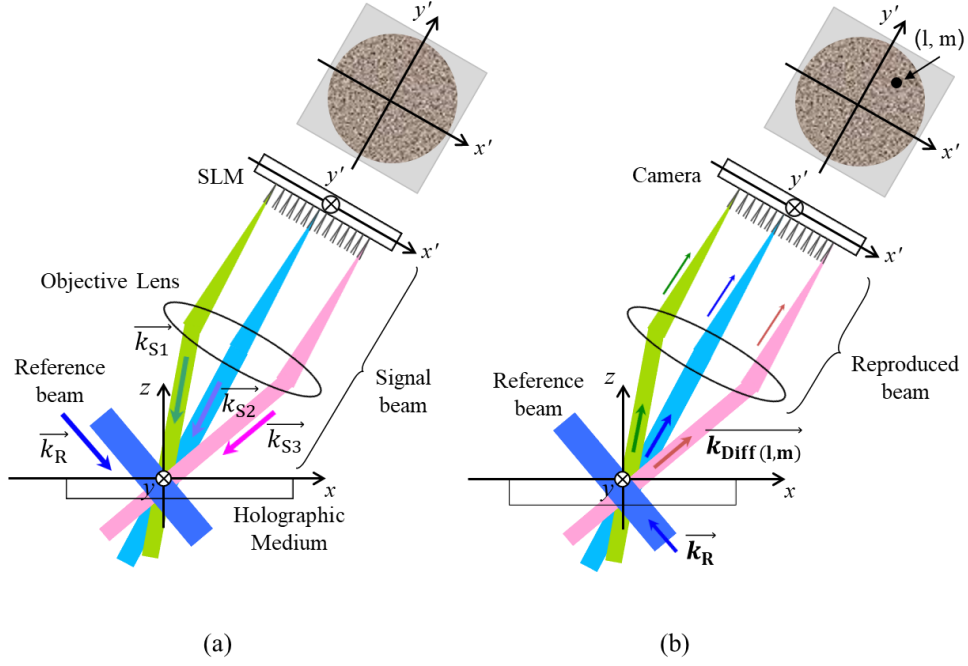 y′
x′
SLM
y′
x′
Objective Lens
k_S1
Reference
beam
z
k_S2
Signal
beam
k_R
k_S3
y
x
Holographic
Medium
(a)
y′
(l, m)
x′
Camera
y′
x′
Reference
beam
z
Reproduced
beam
k_Diff (l,m)
y
x
k_R
(b)